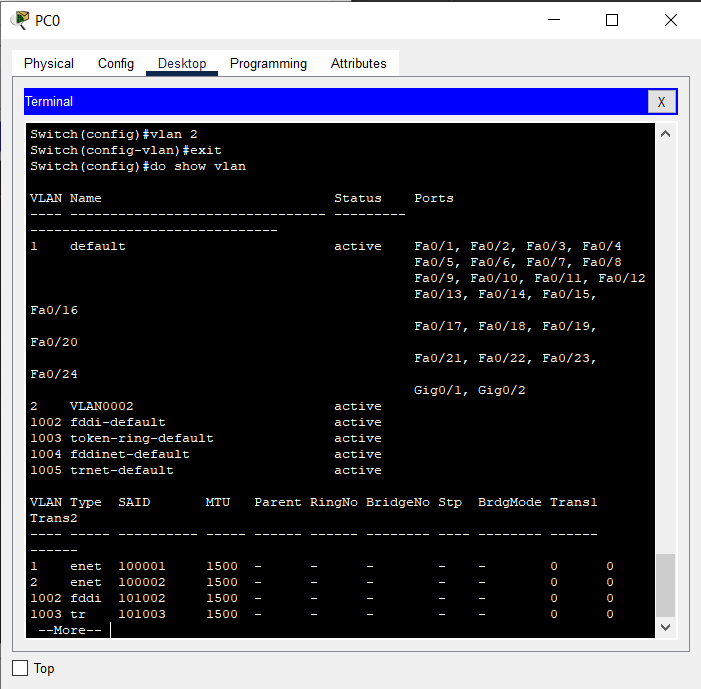 PC0
Physical Config Desktop Programming Attributes
Terminal X
Switch(config)#vlan 2
Switch(config-vlan)#exit
Switch(config)#do show vlan
VLAN Name                             Status    Ports
---- -------------------------------- ---------
-------------------------------
1    default                          active    Fa0/1, Fa0/2, Fa0/3, Fa0/4
                                                Fa0/5, Fa0/6, Fa0/7, Fa0/8
                                                Fa0/9, Fa0/10, Fa0/11, Fa0/12
                                                Fa0/13, Fa0/14, Fa0/15,
Fa0/16
                                                Fa0/17, Fa0/18, Fa0/19,
Fa0/20
                                                Fa0/21, Fa0/22, Fa0/23,
Fa0/24
                                                Gig0/1, Gig0/2
2    VLAN0002                         active
1002 fddi-default                     active
1003 token-ring-default               active
1004 fddinet-default                  active
1005 trnet-default                    active
VLAN Type  SAID       MTU   Parent RingNo BridgeNo Stp  BrdgMode Trans1
Trans2
---- ----- ---------- ----- ------ ------ -------- ---- -------- ------
------
1    enet  100001     1500  -      -      -        -    -        0      0
2    enet  100002     1500  -      -      -        -    -        0      0
1002 fddi  101002     1500  -      -      -        -    -        0      0
1003 tr    101003     1500  -      -      -        -    -        0      0
 --More--
Top